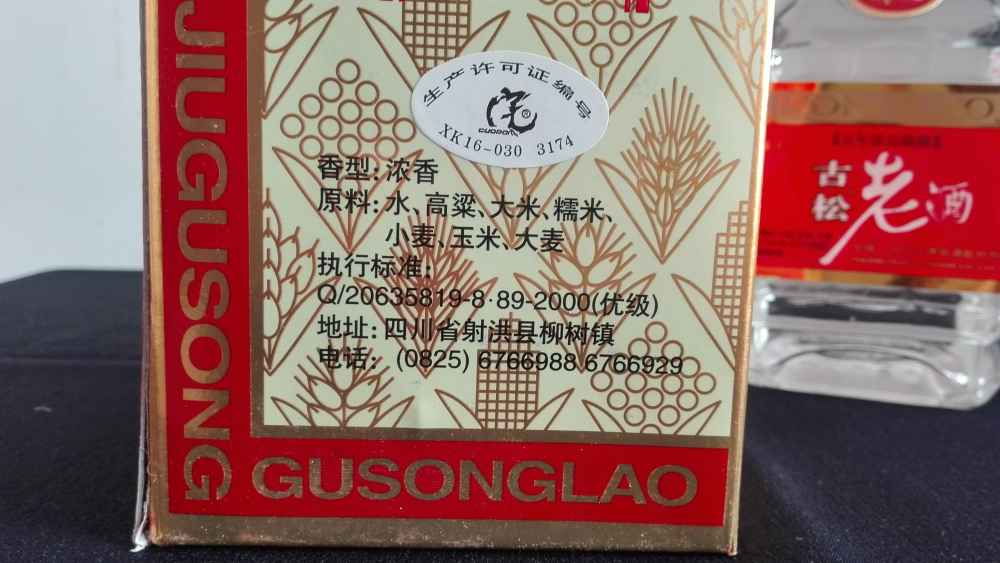 生产许可证编号
GUOBAO
XK16-030 3174
香型:浓香
原料:水、高粱、大米、糯米、
小麦、玉米、大麦
执行标准:
Q/20635819-8·89-2000(优级)
地址:四川省射洪县柳树镇
电话: (0825) 6766988 6766929
GUSONGLAO
JIUGUSONG
古松
老酒